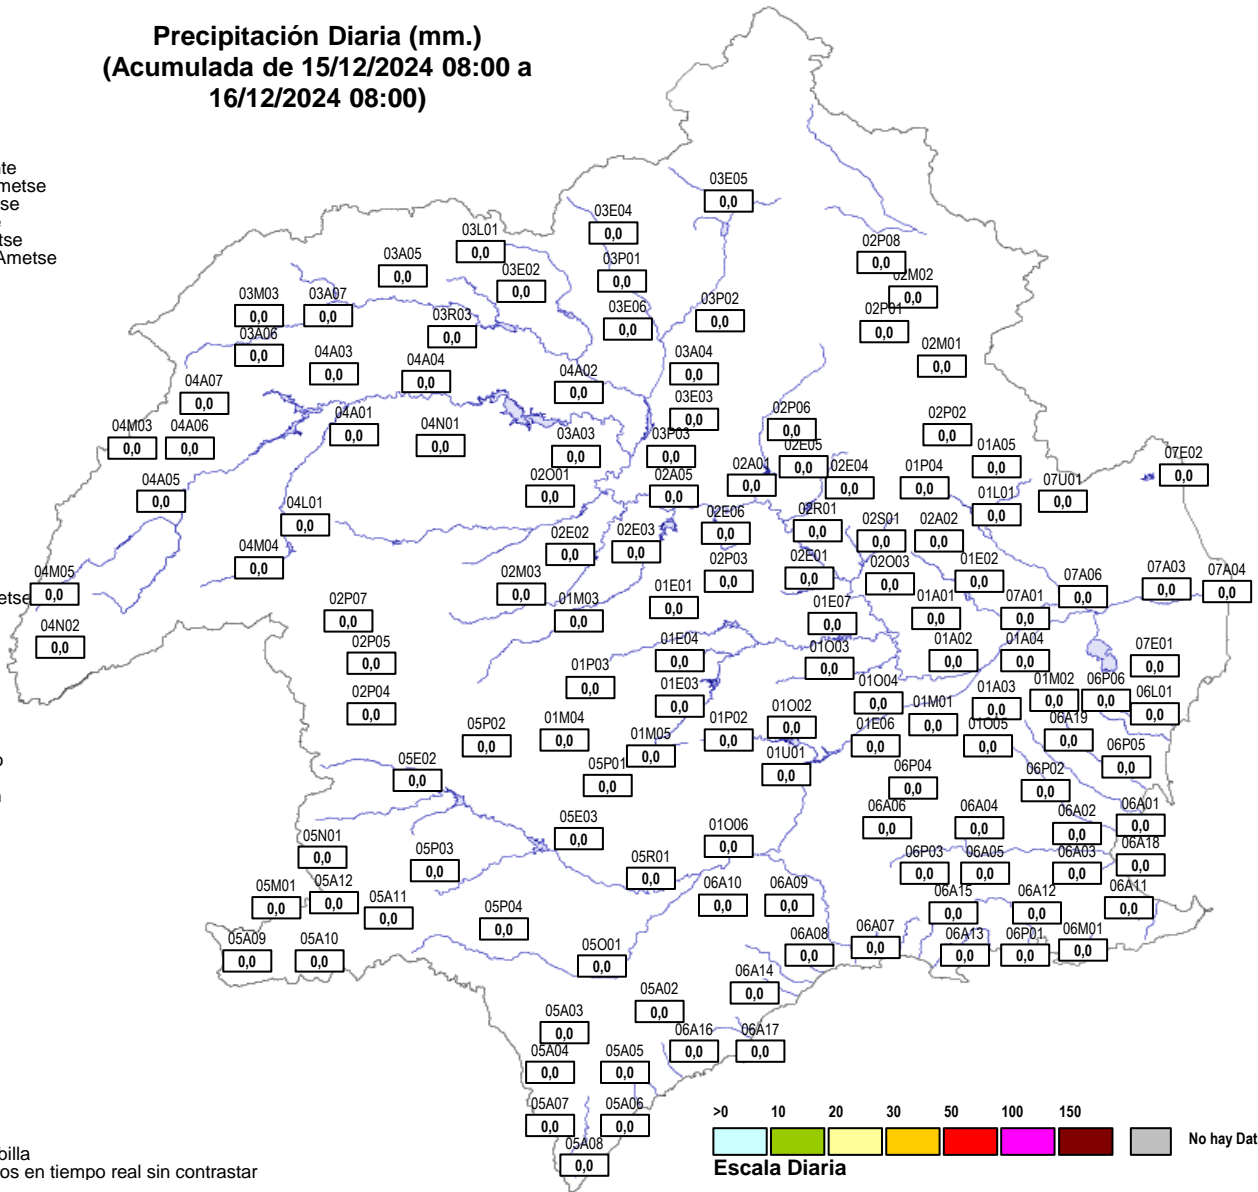 Precipitación Diaria (mm.)
(Acumulada de 15/12/2024 08:00 a
16/12/2024 08:00)
03E05
0,0
03E04
0,0
03L01
0,0
03A05
0,0
03P01
0,0
03E02
0,0
02P08
0,0
02M02
0,0
03M03
0,0
03A07
0,0
03P02
0,0
03E06
0,0
02P01
0,0
03R03
0,0
03A06
0,0
04A03
0,0
04A04
0,0
03A04
0,0
02M01
0,0
04A02
0,0
04A07
0,0
03E03
0,0
04A01
0,0
02P06
0,0
02P02
0,0
04M03
0,0
04A06
0,0
04N01
0,0
03A03
0,0
03P03
0,0
02E05
0,0
01A05
0,0
07E02
0,0
02O01
0,0
02A05
0,0
02A01
0,0
02E04
0,0
01P04
0,0
07U01
0,0
04A05
0,0
01L01
0,0
04L01
0,0
02R01
0,0
02E06
0,0
02S01
0,0
02A02
0,0
02E02
0,0
02E03
0,0
04M04
0,0
02P03
0,0
02E01
0,0
02O03
0,0
01E02
0,0
04M05
0,0
02M03
0,0
07A06
0,0
07A03
0,0
07A04
0,0
01E01
0,0
02P07
0,0
01M03
0,0
01E07
0,0
01A01
0,0
07A01
0,0
04N02
0,0
02P05
0,0
01E04
0,0
01O03
0,0
01A02
0,0
01A04
0,0
07E01
0,0
01P03
0,0
01E03
0,0
01O04
0,0
01A03
0,0
01M02
0,0
06P06
0,0
06L01
0,0
02P04
0,0
01M04
0,0
05P02
0,0
01P02
0,0
01O02
0,0
01M01
0,0
01E06
0,0
01O05
0,0
06A19
0,0
01M05
0,0
05E02
0,0
05P01
0,0
01U01
0,0
06P04
0,0
06P02
0,0
06P05
0,0
05E03
0,0
01O06
0,0
06A06
0,0
06A04
0,0
06A02
0,0
06A01
0,0
05N01
0,0
05P03
0,0
05R01
0,0
06P03
0,0
06A05
0,0
06A03
0,0
06A18
0,0
05M01
0,0
05A12
0,0
05A11
0,0
06A10
0,0
06A09
0,0
06A15
0,0
06A12
0,0
06A11
0,0
05P04
0,0
05A09
0,0
05A10
0,0
05O01
0,0
06A08
0,0
06A07
0,0
06A13
0,0
06P01
0,0
06M01
0,0
06A14
0,0
05A02
0,0
05A03
0,0
06A16
0,0
06A17
0,0
05A04
0,0
05A05
0,0
05A07
0,0
05A06
0,0
05A08
0,0
>0 10 20 30 50 100 150
No hay Dat
Escala Diaria
billa
os en tiempo real sin contrastar